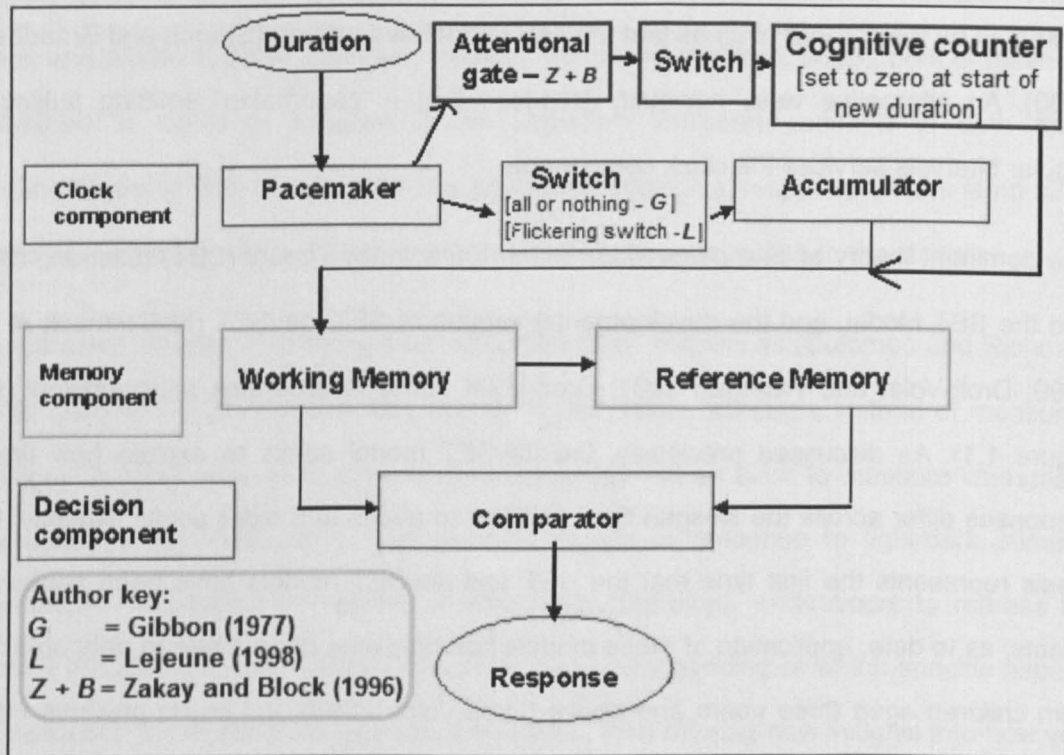 Duration
Attentional
gate – Z + B
Switch
Cognitive counter
[set to zero at start of
new duration]
Clock
component
Pacemaker
Switch
[all or nothing - G]
[Flickering switch -L]
Accumulator
Memory
component
Working Memory
Reference Memory
Decision
component
Comparator
Author key:
G = Gibbon (1977)
L = Lejeune (1998)
Z + B = Zakay and Block (1996)
Response